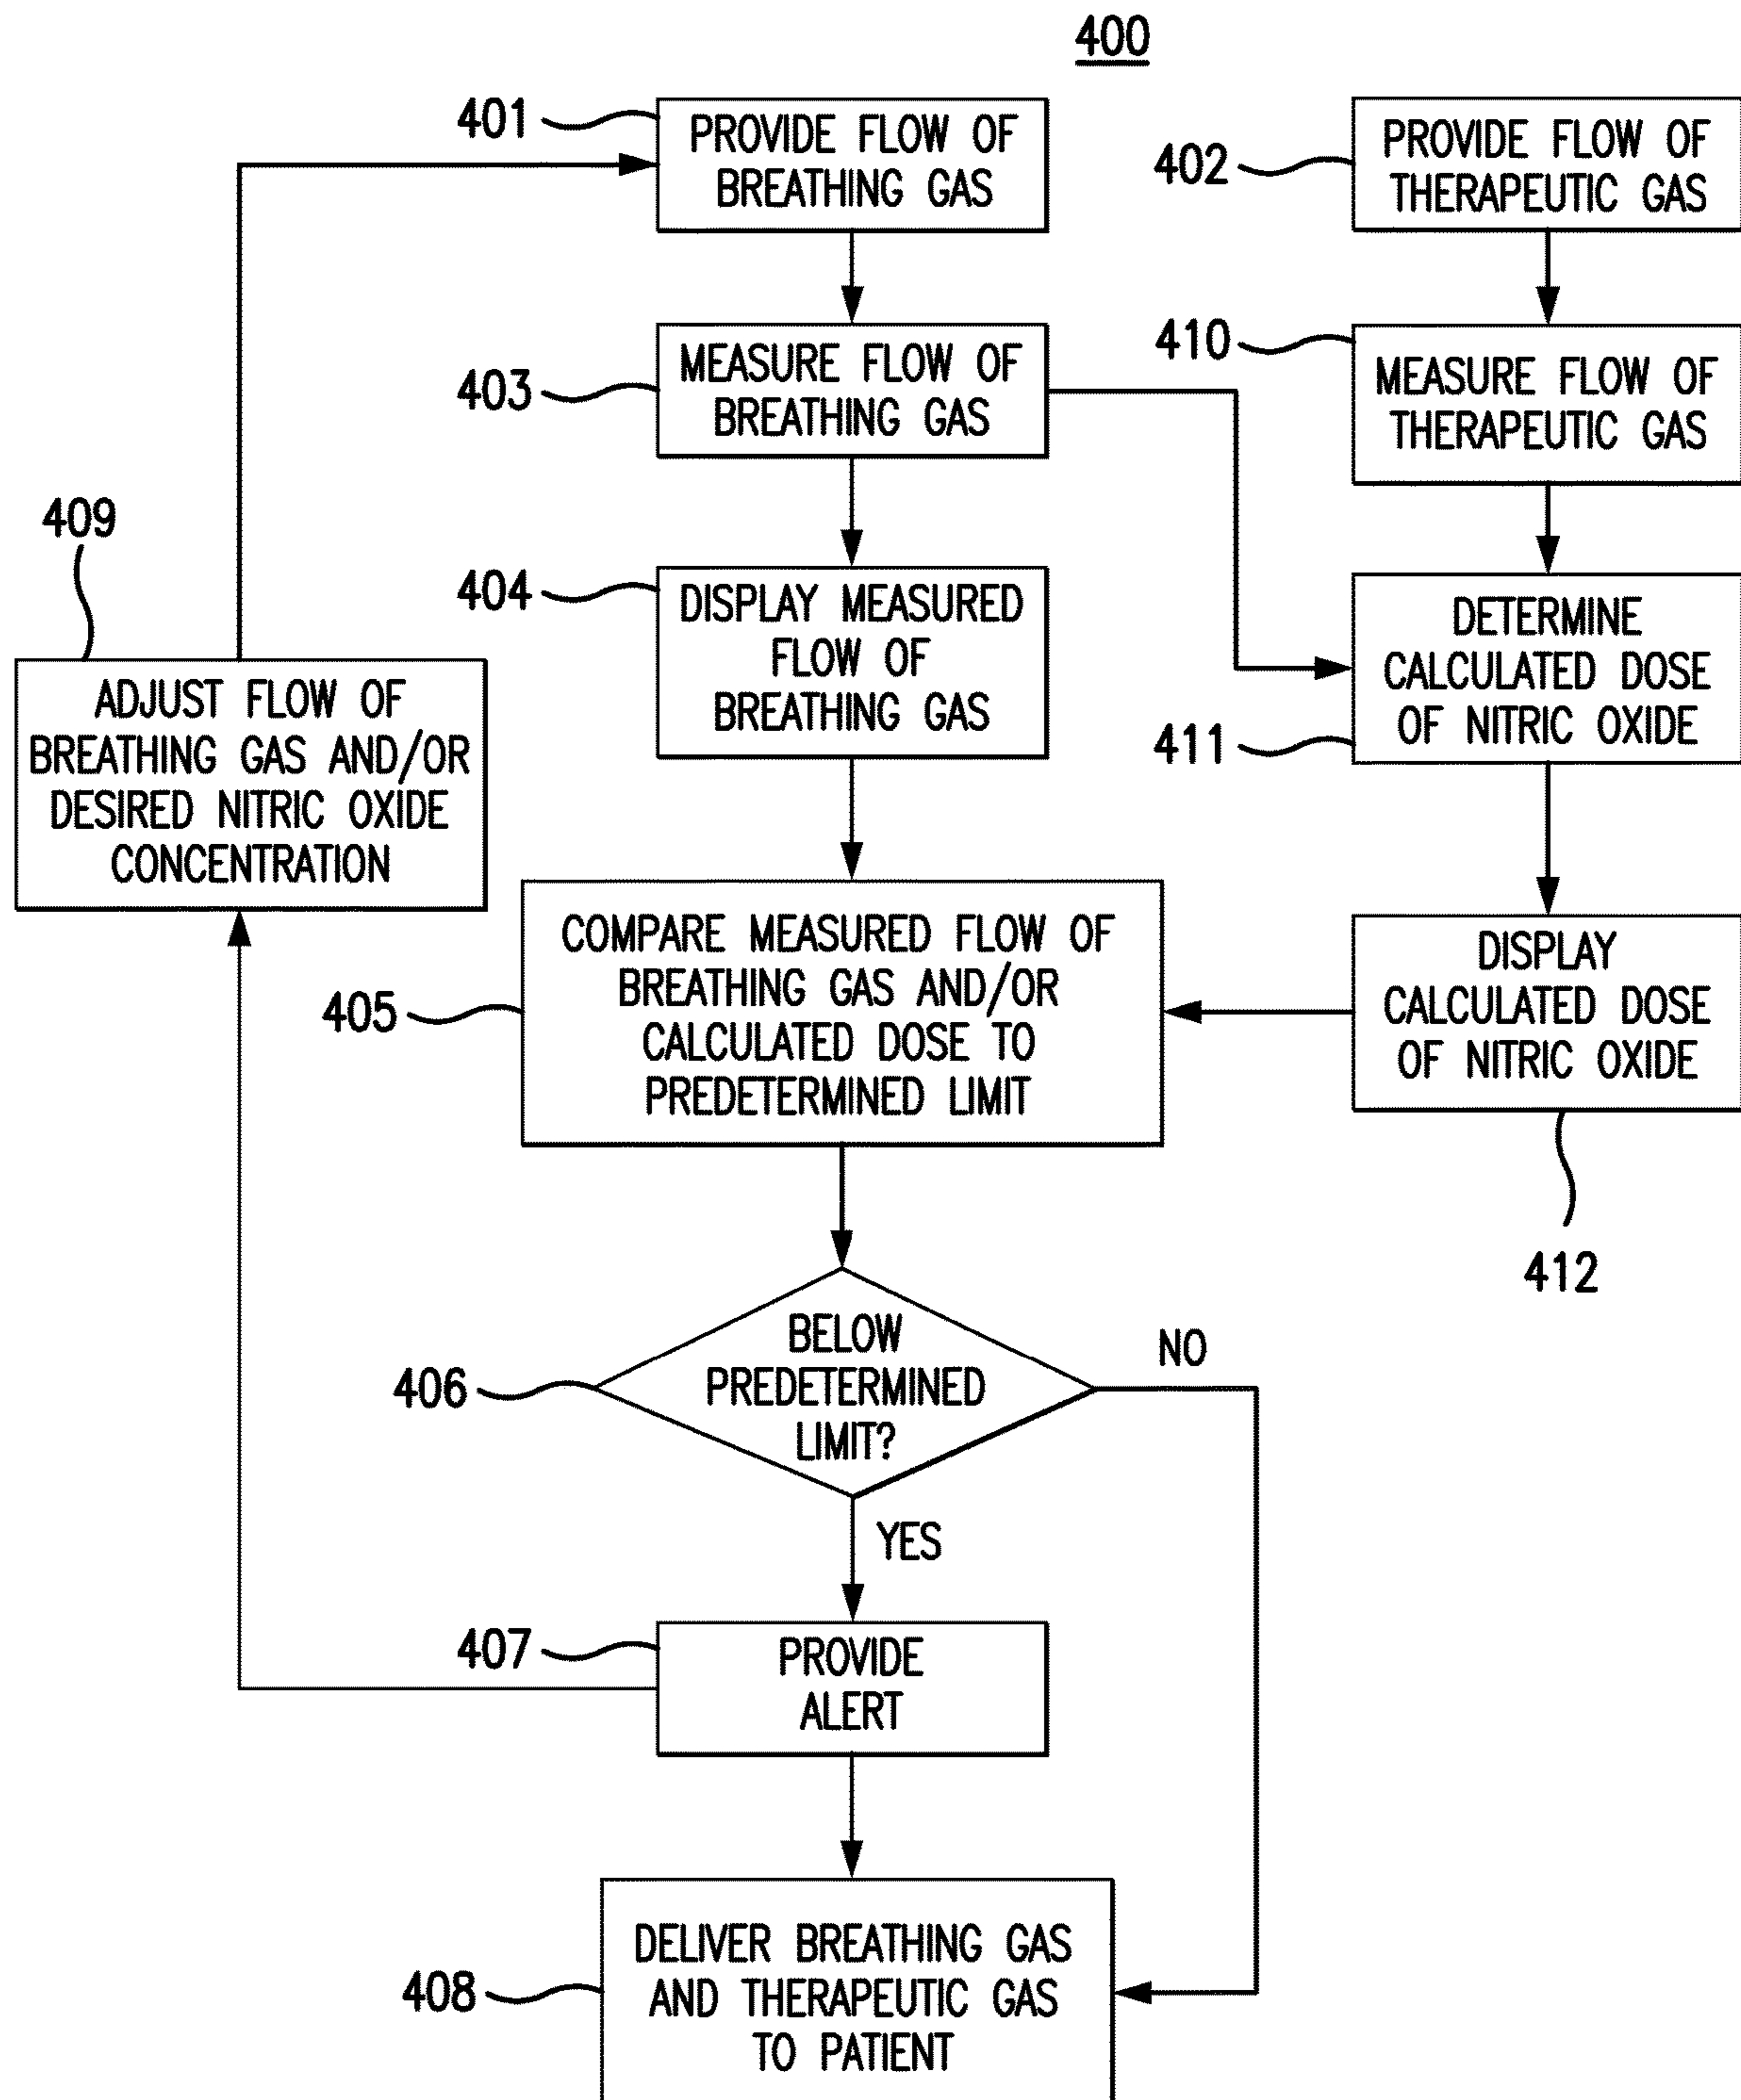 400
401
PROVIDE FLOW OF
BREATHING GAS
402
PROVIDE FLOW OF
THERAPEUTIC GAS
403
MEASURE FLOW OF
BREATHING GAS
410
MEASURE FLOW OF
THERAPEUTIC GAS
404
DISPLAY MEASURED
FLOW OF
BREATHING GAS
409
ADJUST FLOW OF
BREATHING GAS AND/OR
DESIRED NITRIC OXIDE
CONCENTRATION
411
DETERMINE
CALCULATED DOSE
OF NITRIC OXIDE
405
COMPARE MEASURED FLOW OF
BREATHING GAS AND/OR
CALCULATED DOSE TO
PREDETERMINED LIMIT
DISPLAY
CALCULATED DOSE
OF NITRIC OXIDE
412
406
BELOW
PREDETERMINED
LIMIT?
NO
YES
407
PROVIDE
ALERT
408
DELIVER BREATHING GAS
AND THERAPEUTIC GAS
TO PATIENT